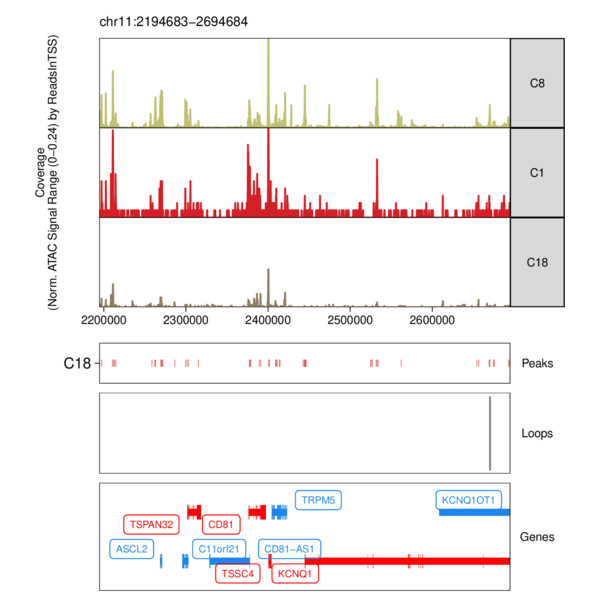 chr11:2194683−2694684
Coverage
(Norm. ATAC Signal Range (0−0.24) by ReadsInTSS)
C8
C1
C18
2200000 2300000 2400000 2500000 2600000
C18 Peaks
Loops
TRPM5 KCNQ1OT1
TSPAN32 CD81
Genes
ASCL2 C11orf21 CD81−AS1
TSSC4 KCNQ1